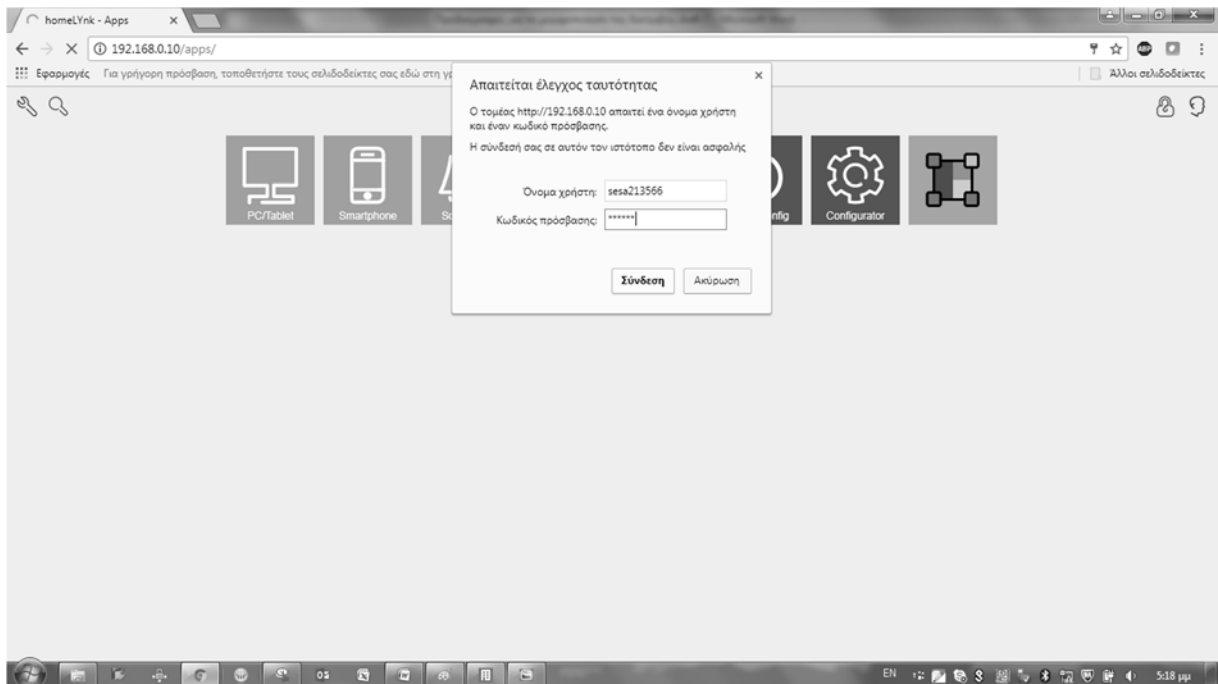 homeLYnk - Apps
192.168.0.10/apps/
Εφαρμογές Για γρήγορη πρόσβαση, τοποθετήστε τους σελιδοδείκτες σας εδώ στη
Άλλοι σελιδοδείκτες
Απαιτείται έλεγχος ταυτότητας
Ο τομέας http://192.168.0.10 απαιτεί ένα όνομα χρήστη
και έναν κωδικό πρόσβασης.
Η σύνδεσή σας σε αυτόν τον ιστότοπο δεν είναι ασφαλής
Όνομα χρήστη: sesa213566
Κωδικός πρόσβασης: ******
Σύνδεση Ακύρωση
PC/Tablet
Smartphone
Configurator
ABP
EN
5:18 μμ